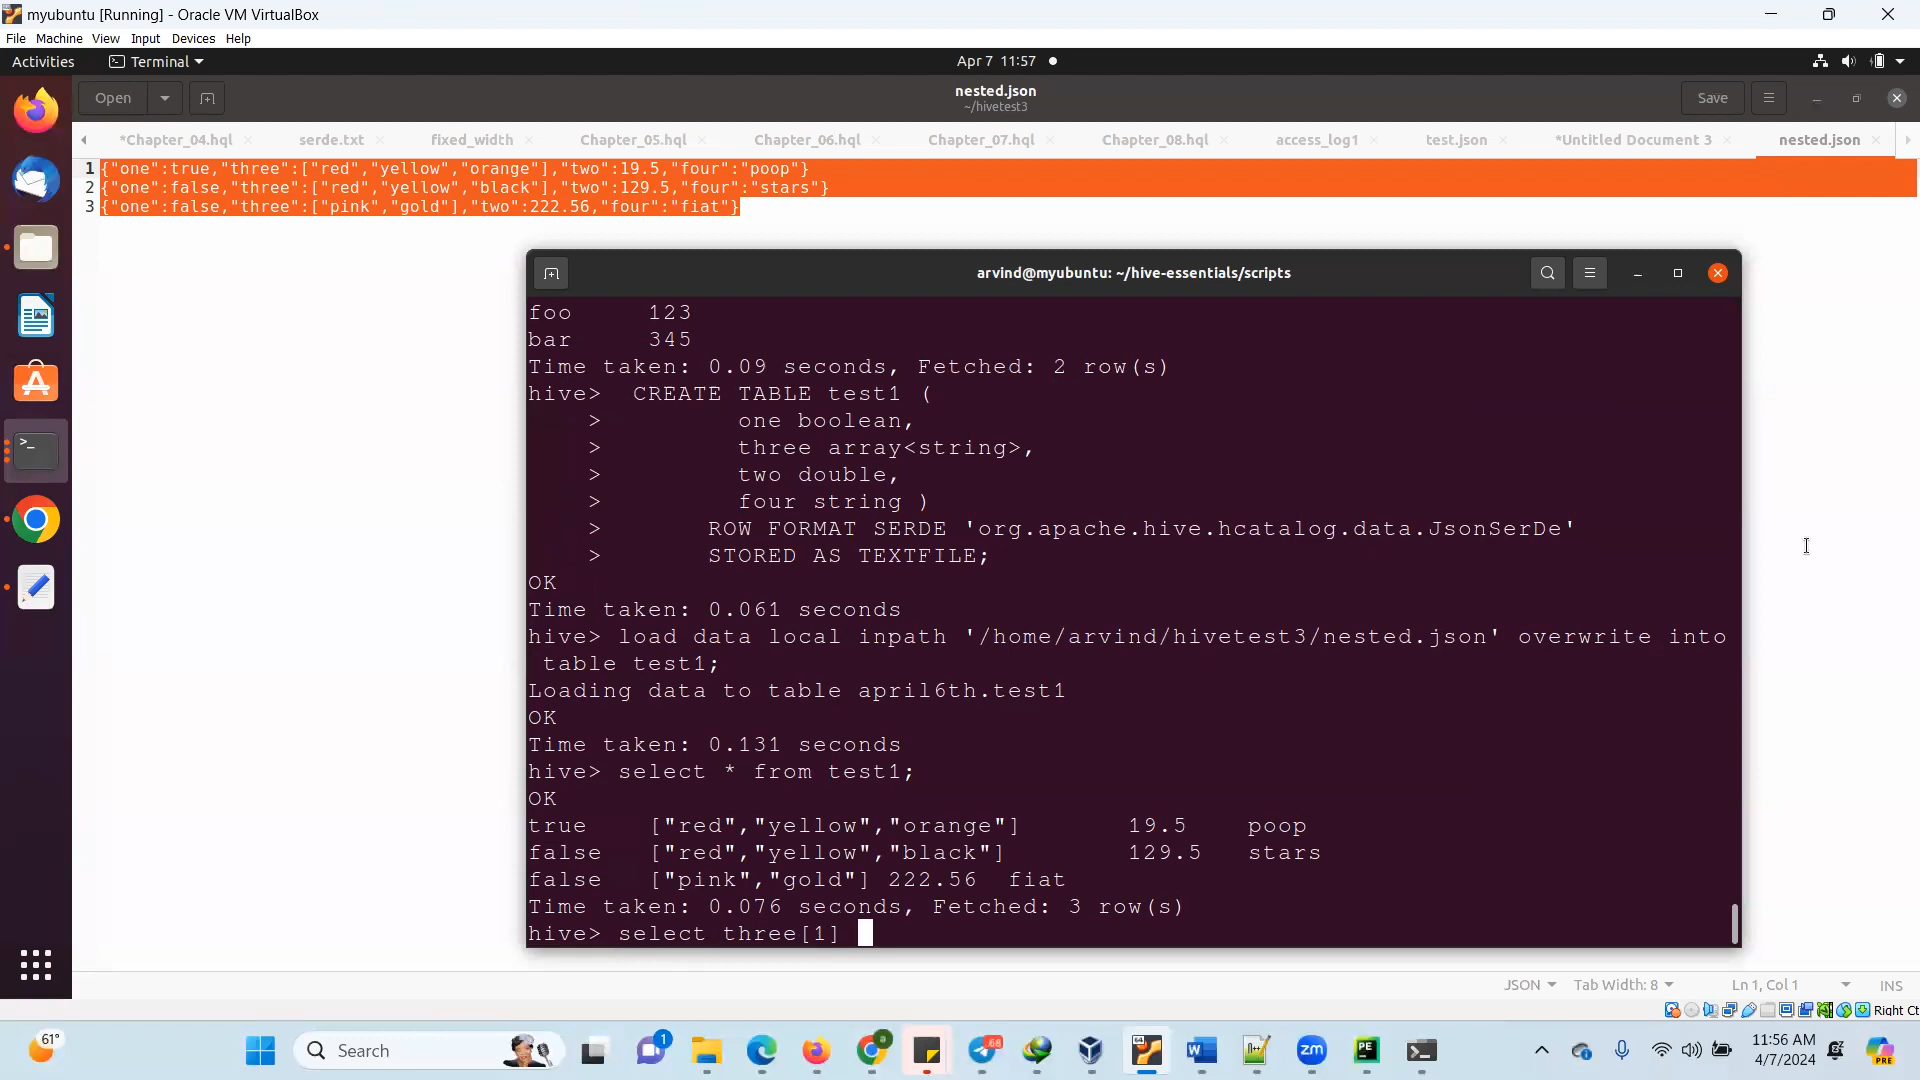 myubuntu [Running] - Oracle VM VirtualBox
File Machine View Input Devices Help
Activities Terminal Apr 7 11:57
Open nested.json Save
~/hivetest3
*Chapter_04.hql serde.txt fixed_width Chapter_05.hql Chapter_06.hql Chapter_07.hql Chapter_08.hql access_log1 test.json *Untitled Document 3 nested.json
1 {"one":true,"three":["red","yellow","orange"],"two":19.5,"four":"poop"}
2 {"one":false,"three":["red","yellow","black"],"two":129.5,"four":"stars"}
3 {"one":false,"three":["pink","gold"],"two":222.56,"four":"fiat"}
arvind@myubuntu: ~/hive-essentials/scripts
foo 123
bar 345
Time taken: 0.09 seconds, Fetched: 2 row(s)
hive> CREATE TABLE test1 (
> one boolean,
> three array<string>,
> two double,
> four string )
> ROW FORMAT SERDE 'org.apache.hive.hcatalog.data.JsonSerDe'
> STORED AS TEXTFILE;
OK
Time taken: 0.061 seconds
hive> load data local inpath '/home/arvind/hivetest3/nested.json' overwrite into
table test1;
Loading data to table april6th.test1
OK
Time taken: 0.131 seconds
hive> select * from test1;
OK
true ["red","yellow","orange"] 19.5 poop
false ["red","yellow","black"] 129.5 stars
false ["pink","gold"] 222.56 fiat
Time taken: 0.076 seconds, Fetched: 3 row(s)
hive> select three[1]
JSON Tab Width: 8 Ln 1, Col 1 INS
Right Ct
61°
Search
1
68
11:56 AM
4/7/2024
PRE